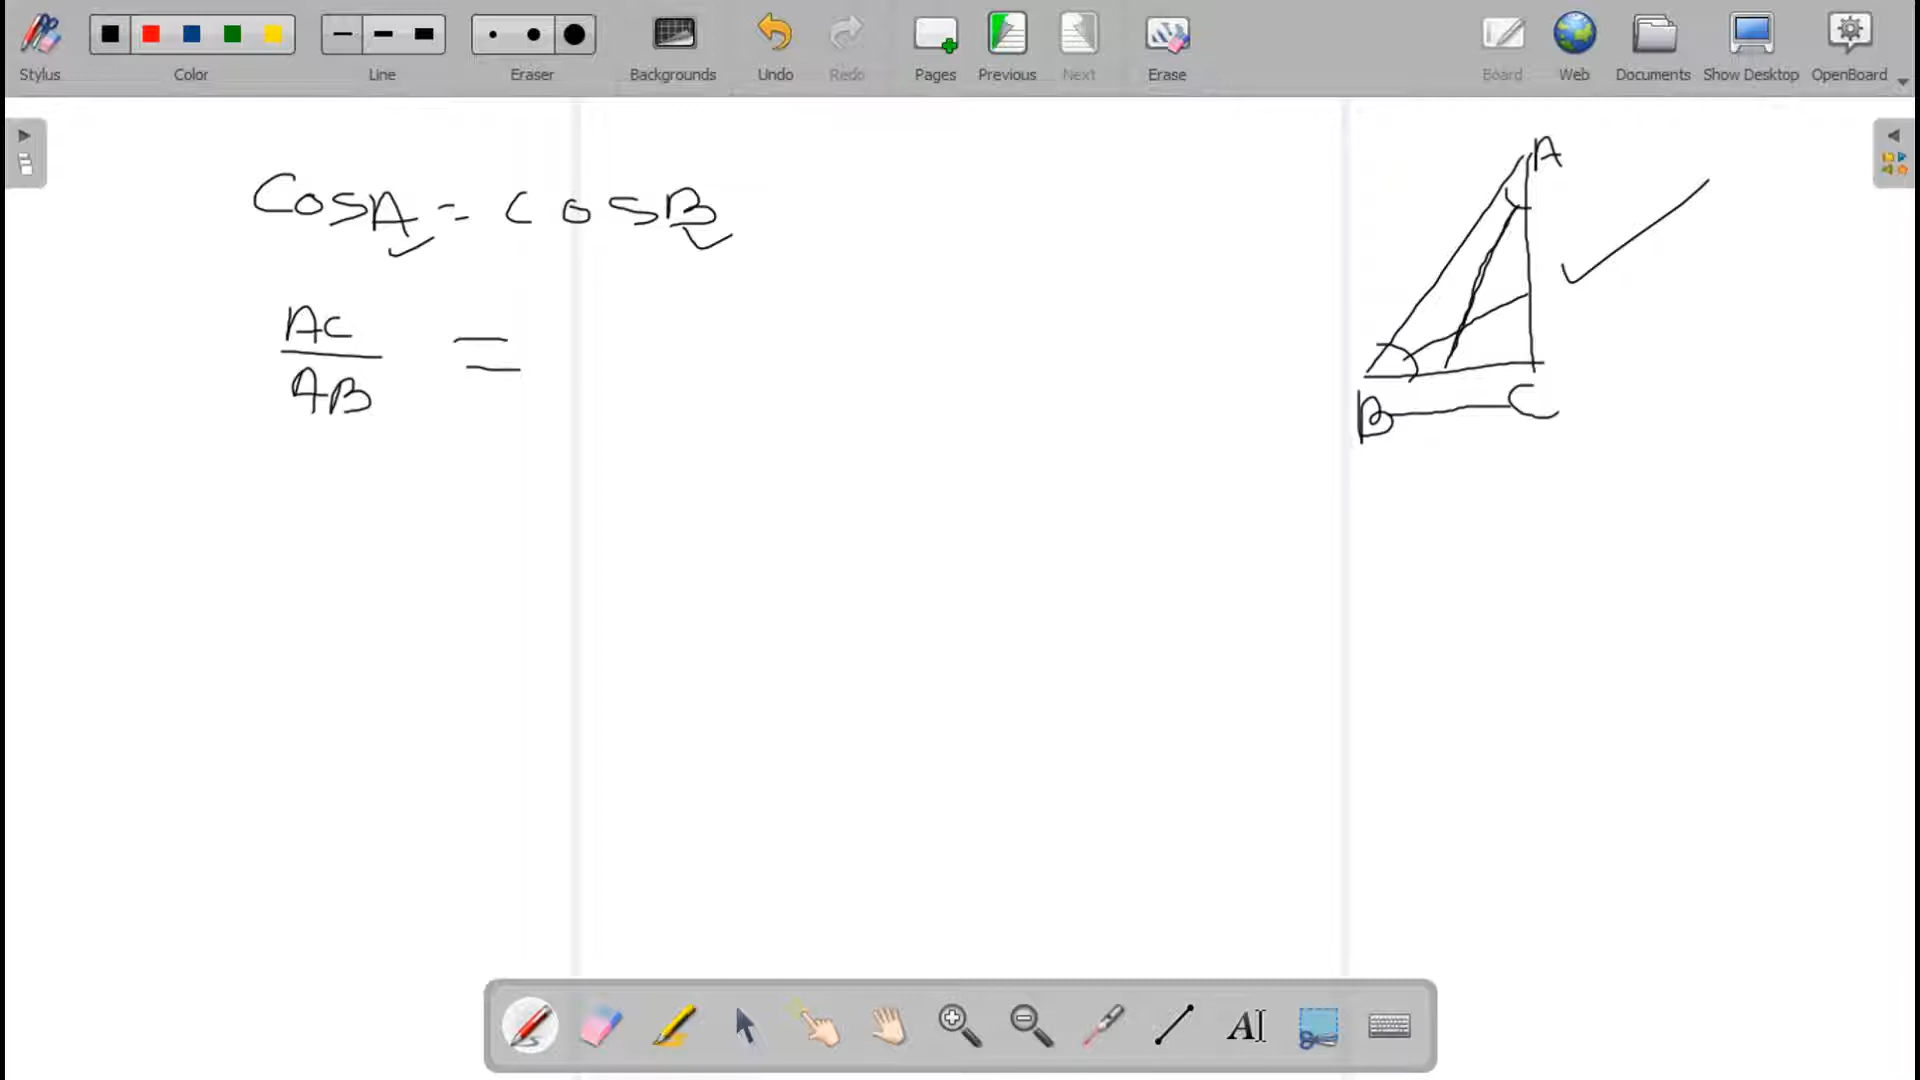 Stylus Color Line Eraser Backgrounds Undo Redo Pages Previous Next Erase Board Web Documents Show Desktop OpenBoard
CosA = cosB
AC
AB
=
A
B
C
AI